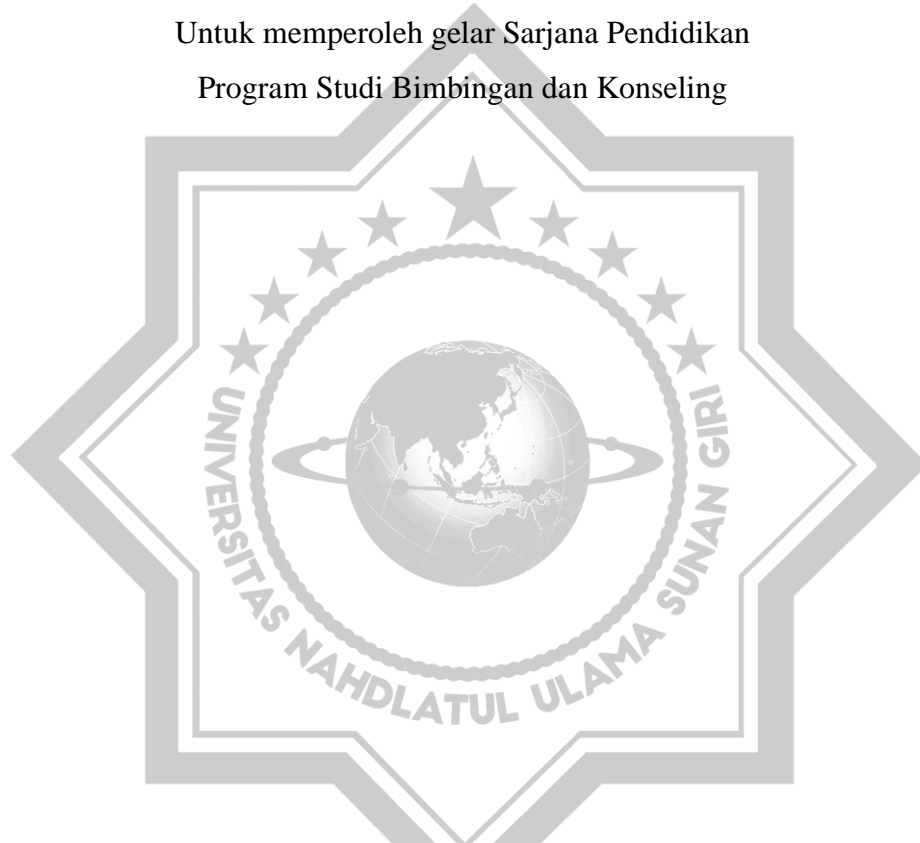 Untuk memperoleh gelar Sarjana Pendidikan
Program Studi Bimbingan dan Konseling
UNIVERSITAS NAHDLATUL ULAMA SUNAN GIRI